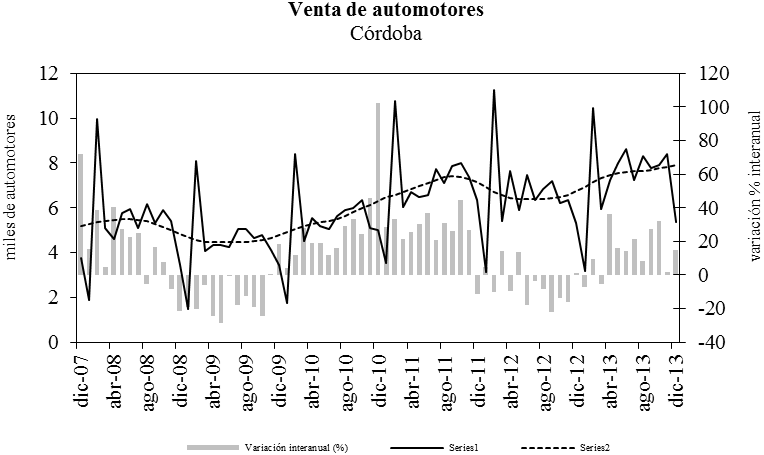 Venta de automotores
Córdoba
12
10
8
6
4
2
0
miles de automotores
120
100
80
60
40
20
0
-20
-40
variación % interanual
dic-07
abr-08
ago-08
dic-08
abr-09
ago-09
dic-09
abr-10
ago-10
dic-10
abr-11
ago-11
dic-11
abr-12
ago-12
dic-12
abr-13
ago-13
dic-13
Variación interanual (%)
Series1
Series2